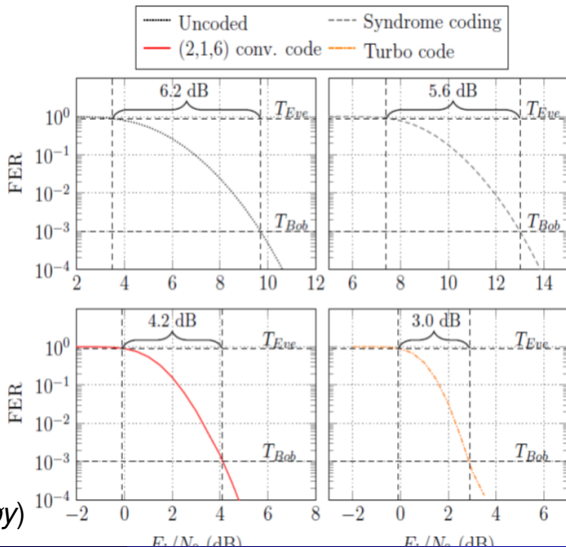 Uncoded
Syndrome coding
(2,1,6) conv. code
Turbo code
6.2 dB
5.6 dB
FER
10^0
10^-1
10^-2
10^-3
10^-4
T_Eve
T_Bob
T_Eve
T_Bob
2 4 6 8 10 12
6 8 10 12 14
4.2 dB
3.0 dB
FER
10^0
10^-1
10^-2
10^-3
10^-4
T_Eve
T_Bob
T_Eve
T_Bob
−2 0 2 4 6 8
−2 0 2 4 6
gy)
(dB)
(dB)